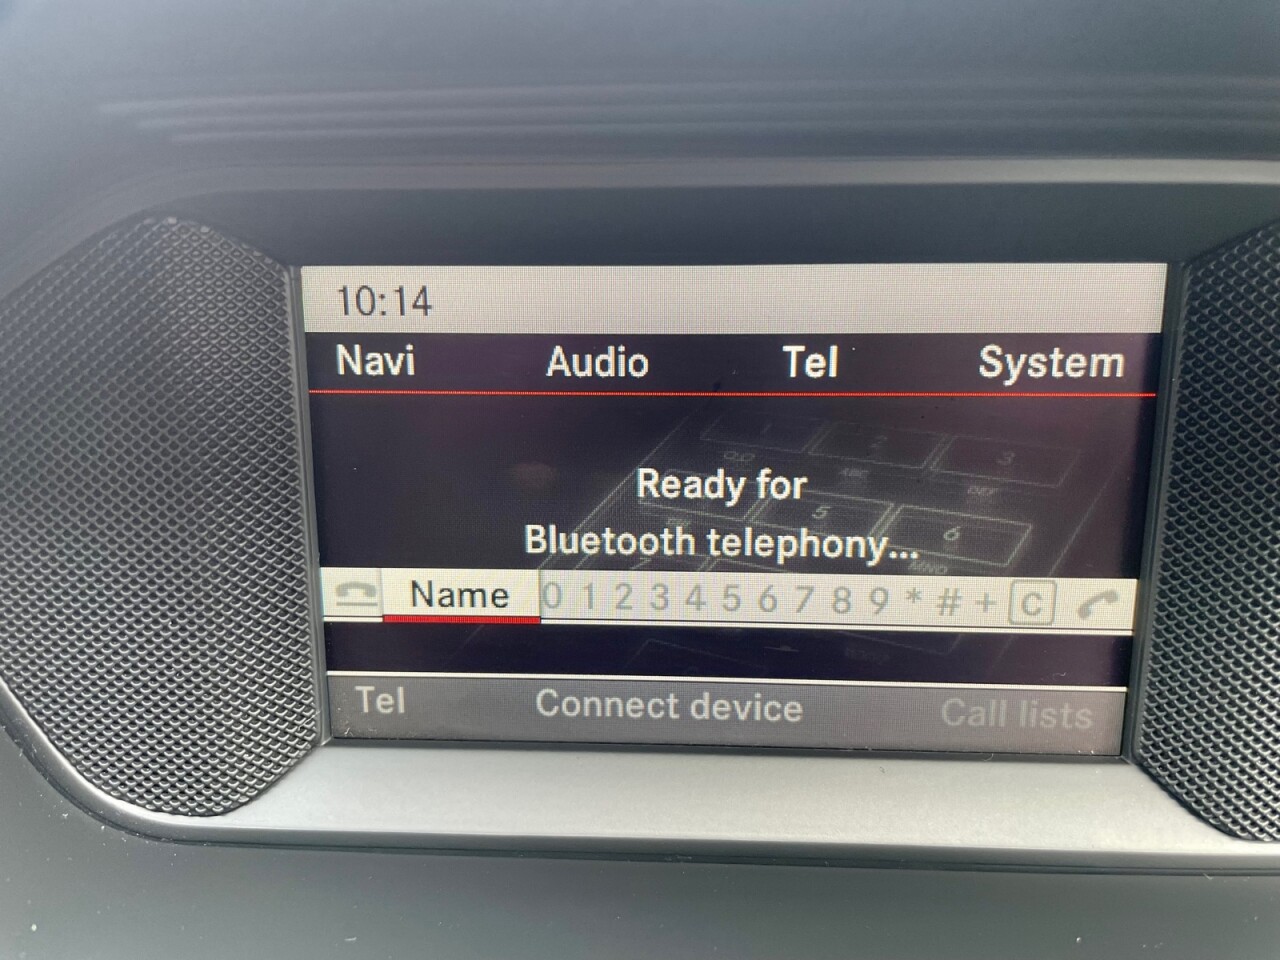 10:14
Navi Audio Tel System
Ready for
Bluetooth telephony...
Name 0 1 2 3 4 5 6 7 8 9 * # + C
Tel Connect device Call lists